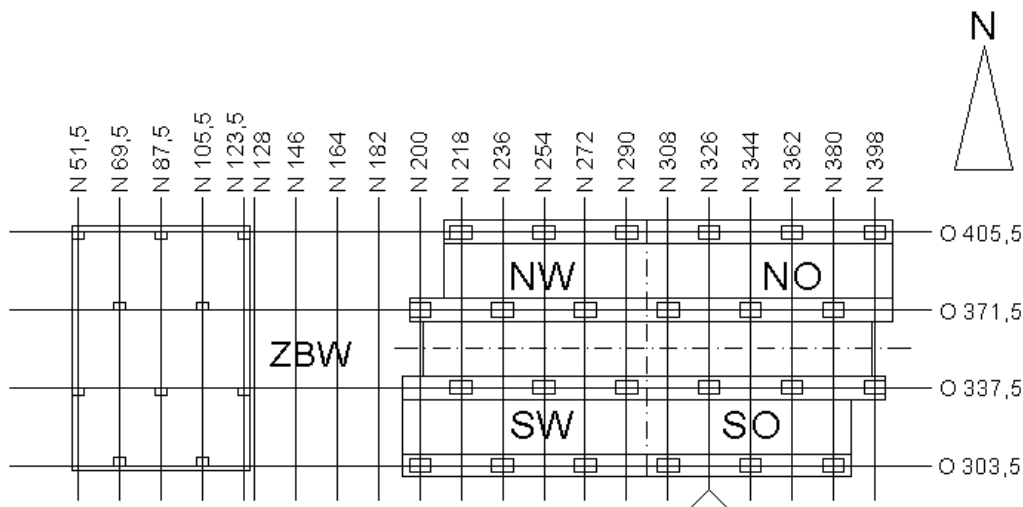 N
N 51,5
N 69,5
N 87,5
N 105,5
N 123,5
N 128
N 146
N 164
N 182
N 200
N 218
N 236
N 254
N 272
N 290
N 308
N 326
N 344
N 362
N 380
N 398
O 405,5
NW
NO
O 371,5
ZBW
O 337,5
SW
SO
O 303,5